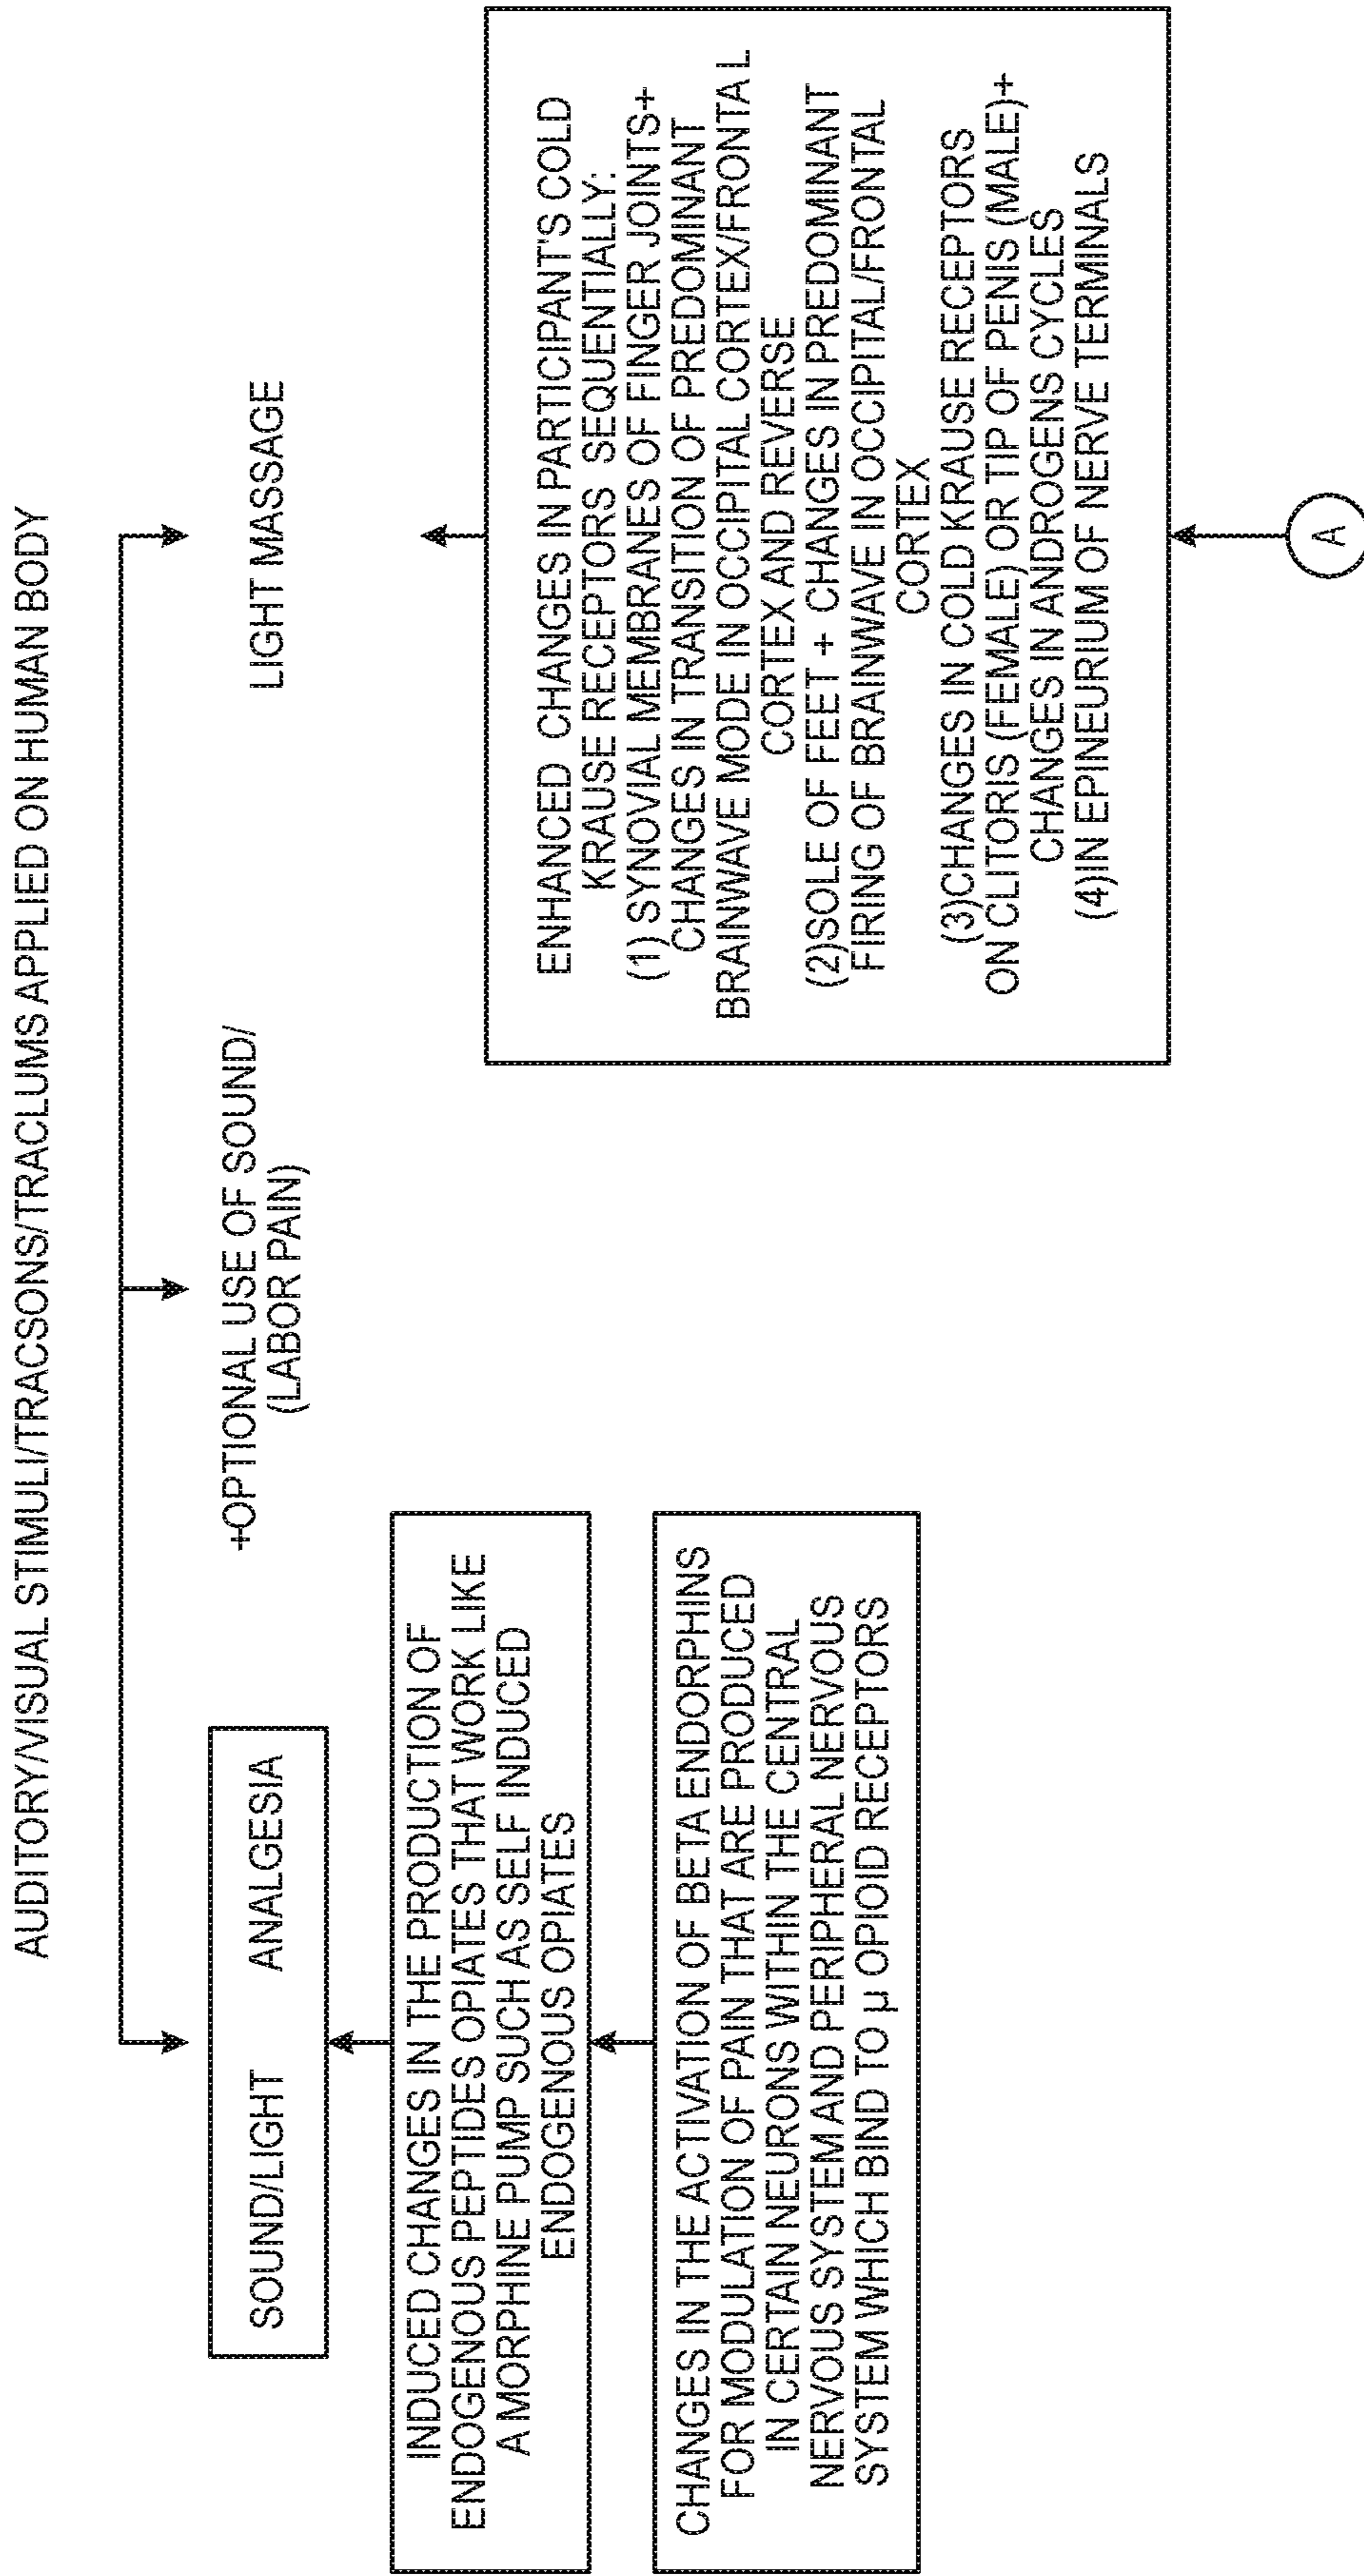 AUDITORY/VISUAL STIMULI/TRACSONS/TRACLUMS APPLIED ON HUMAN BODY
SOUND/LIGHT ANALGESIA
INDUCED CHANGES IN THE PRODUCTION OF
ENDOGENOUS PEPTIDES OPIATES THAT WORK LIKE
A MORPHINE PUMP SUCH AS SELF INDUCED
ENDOGENOUS OPIATES
CHANGES IN THE ACTIVATION OF BETA ENDORPHINS
FOR MODULATION OF PAIN THAT ARE PRODUCED
IN CERTAIN NEURONS WITHIN THE CENTRAL
NERVOUS SYSTEM AND PERIPHERAL NERVOUS
SYSTEM WHICH BIND TO µ OPIOID RECEPTORS
+OPTIONAL USE OF SOUND/
(LABOR PAIN)
LIGHT MASSAGE
ENHANCED CHANGES IN PARTICIPANT'S COLD
KRAUSE RECEPTORS SEQUENTIALLY:
(1) SYNOVIAL MEMBRANES OF FINGER JOINTS+
CHANGES IN TRANSITION OF PREDOMINANT
BRAINWAVE MODE IN OCCIPITAL CORTEX/FRONTAL
CORTEX AND REVERSE
(2)SOLE OF FEET + CHANGES IN PREDOMINANT
FIRING OF BRAINWAVE IN OCCIPITAL/FRONTAL
CORTEX
(3)CHANGES IN COLD KRAUSE RECEPTORS
ON CLITORIS (FEMALE) OR TIP OF PENIS (MALE)+
CHANGES IN ANDROGENS CYCLES
(4)IN EPINEURIUM OF NERVE TERMINALS
A